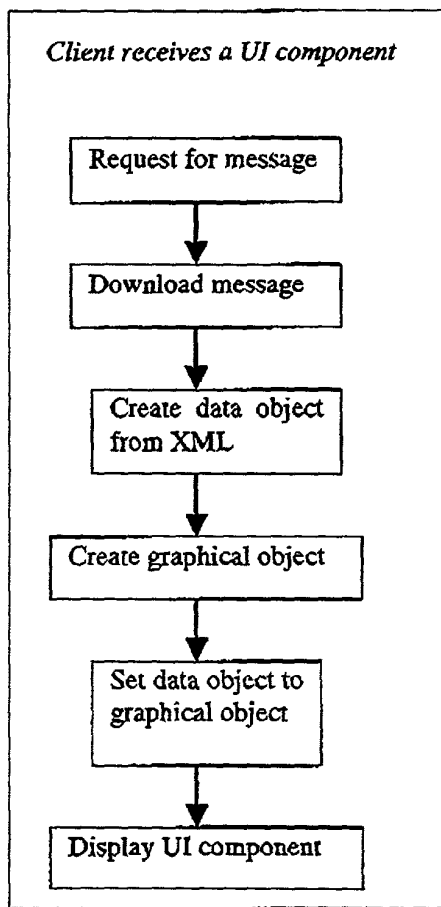 Client receives a UI component
Request for message
Download message
Create data object
from XML
Create graphical object
Set data object to
graphical object
Display UI component